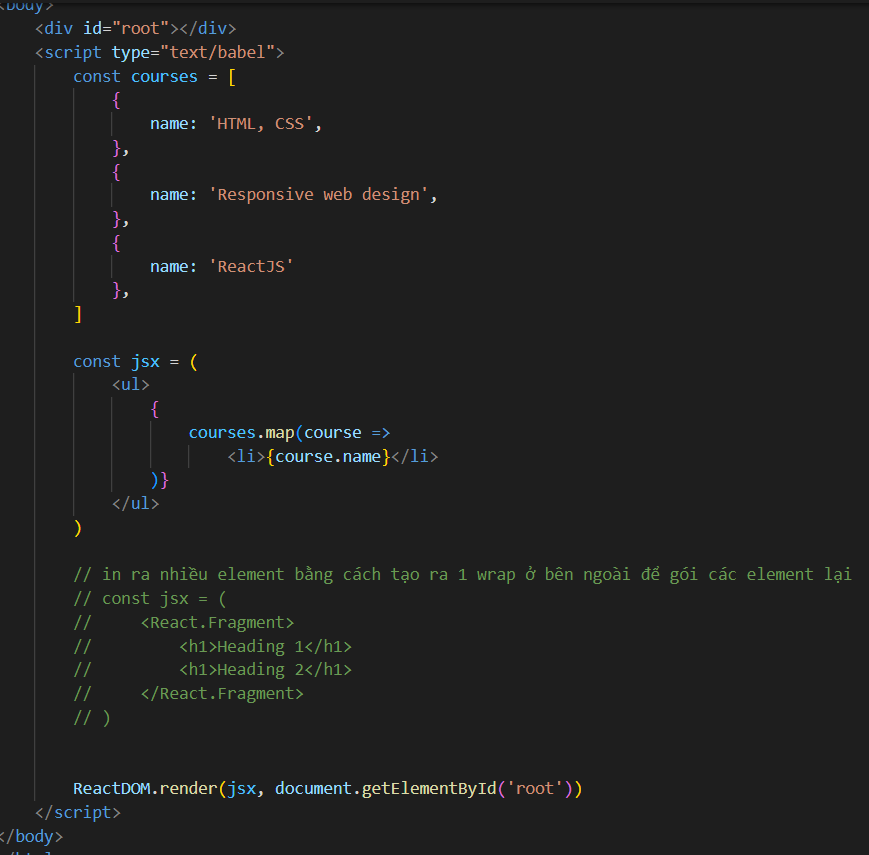 <body>
<div id="root"></div>
<script type="text/babel">
const courses = [
{
name: 'HTML, CSS',
},
{
name: 'Responsive web design',
},
{
name: 'ReactJS'
},
]
const jsx = (
<ul>
{
courses.map(course =>
<li>{course.name}</li>
)}
</ul>
)
// in ra nhiều element bằng cách tạo ra 1 wrap ở bên ngoài để gói các element lại
// const jsx = (
//     <React.Fragment>
//         <h1>Heading 1</h1>
//         <h1>Heading 2</h1>
//     </React.Fragment>
// )
ReactDOM.render(jsx, document.getElementById('root'))
</script>
</body>